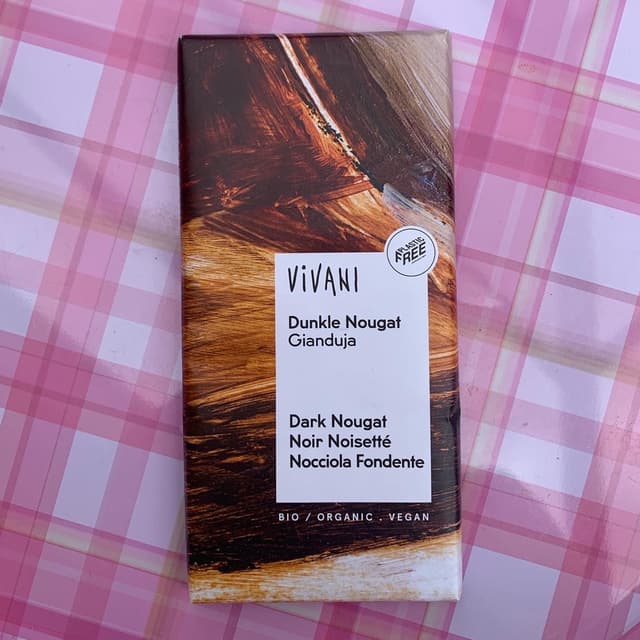 PLASTIC
FREE
ViVANI
Dunkle Nougat
Gianduja
Dark Nougat
Noir Noisetté
Nocciola Fondente
BIO / ORGANIC . VEGAN